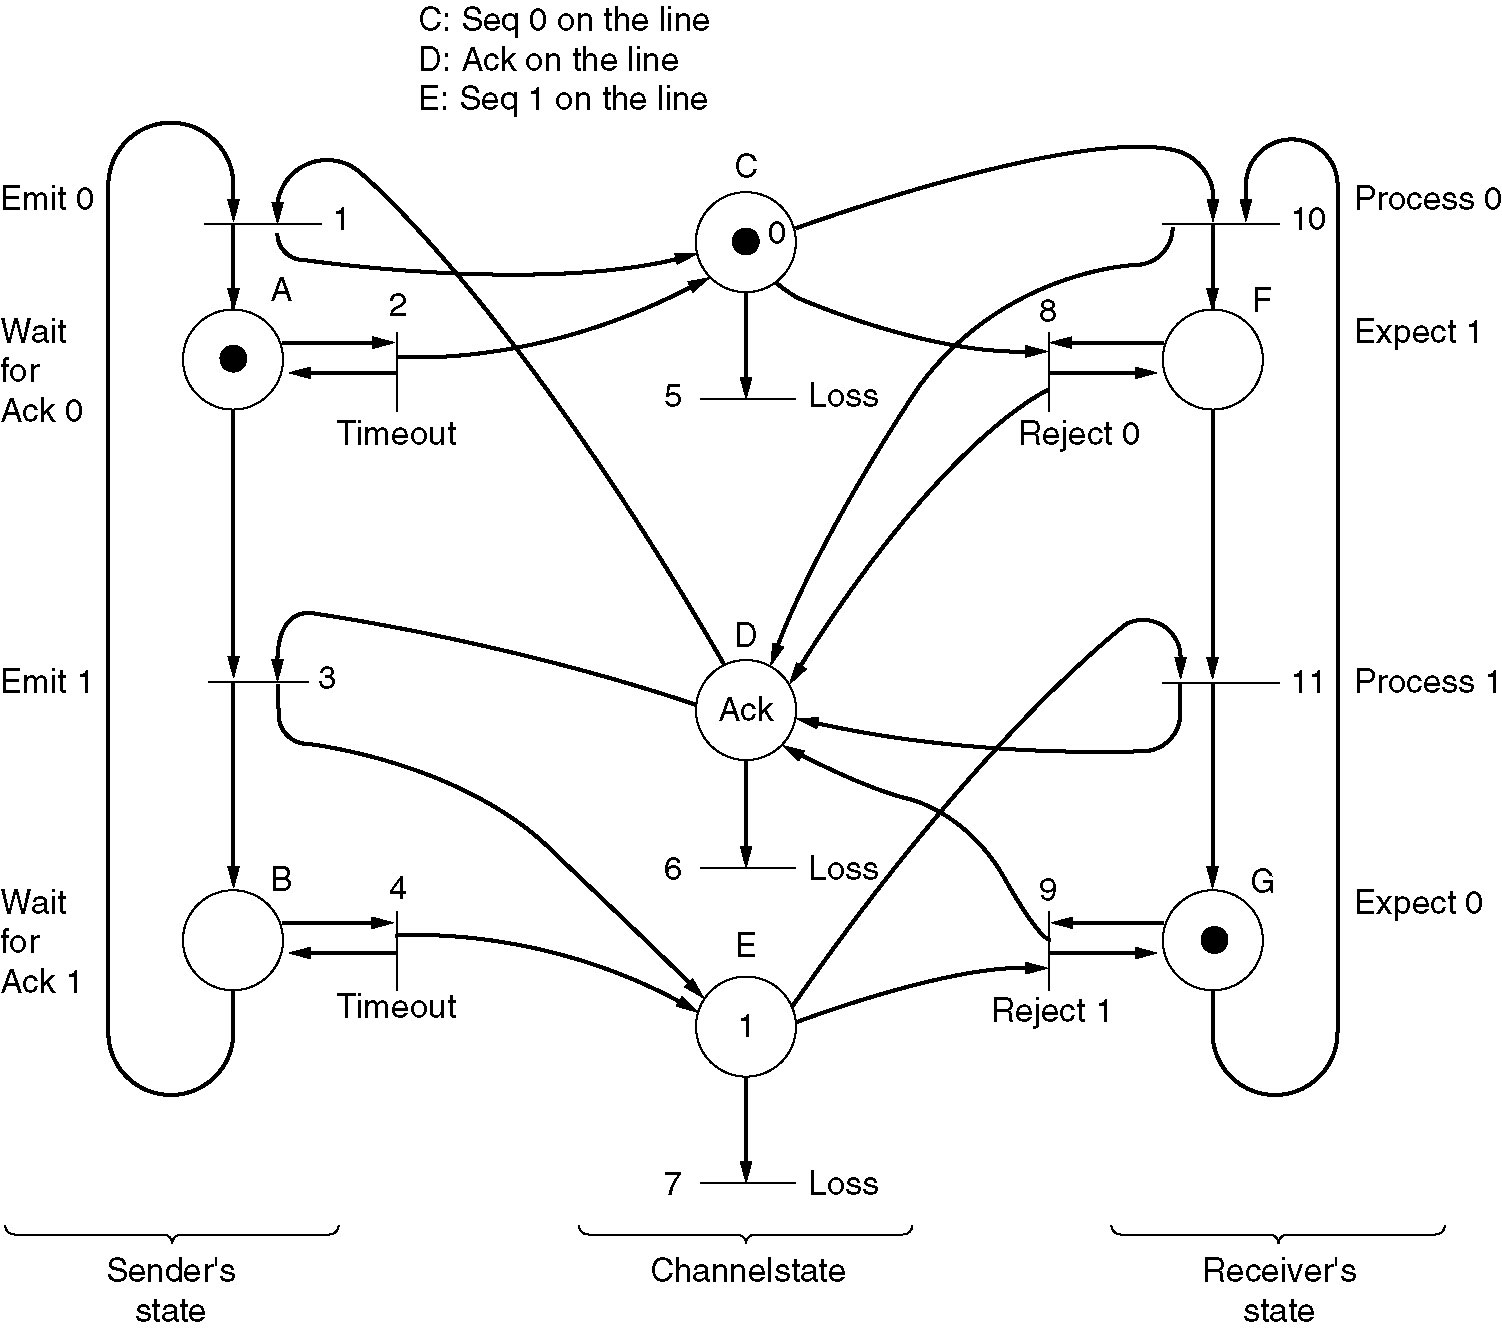 C: Seq 0 on the line
D: Ack on the line
E: Seq 1 on the line
C
Emit 0
1
0
10
Process 0
A
2
8
F
Wait
for
Ack 0
Expect 1
5
Loss
Timeout
Reject 0
D
Emit 1
3
Ack
11
Process 1
6
Loss
B
4
9
G
Wait
for
Ack 1
Expect 0
E
Timeout
1
Reject 1
7
Loss
Sender's
state
Channelstate
Receiver's
state